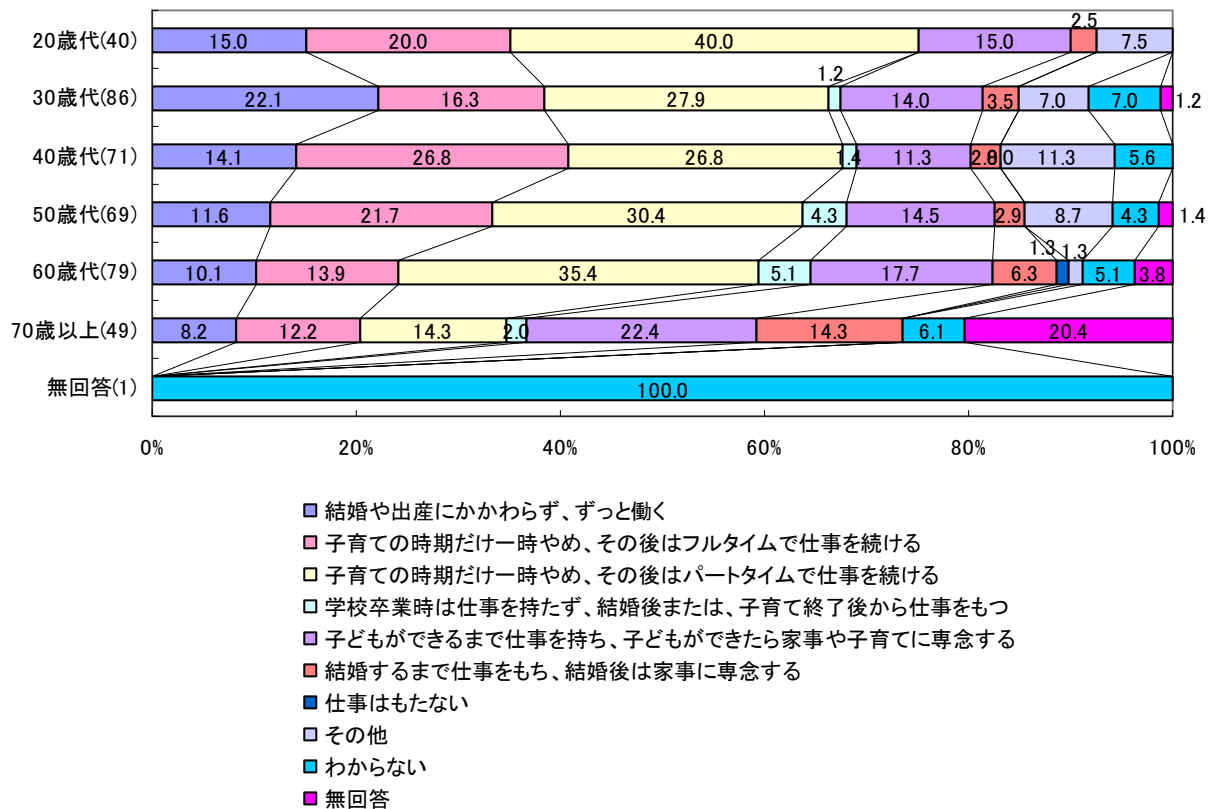 2.5
20歳代(40) 15.0 20.0 40.0 15.0 7.5
1.2
30歳代(86) 22.1 16.3 27.9 14.0 3.5 7.0 7.0 1.2
40歳代(71) 14.1 26.8 26.8 1.4 11.3 2.8 0.0 11.3 5.6
50歳代(69) 11.6 21.7 30.4 4.3 14.5 2.9 8.7 4.3 1.4
1.3 1.3
60歳代(79) 10.1 13.9 35.4 5.1 17.7 6.3 5.1 3.8
70歳以上(49) 8.2 12.2 14.3 2.0 22.4 14.3 6.1 20.4
無回答(1) 100.0
0% 20% 40% 60% 80% 100%
結婚や出産にかかわらず、ずっと働く
子育ての時期だけ一時やめ、その後はフルタイムで仕事を続ける
子育ての時期だけ一時やめ、その後はパートタイムで仕事を続ける
学校卒業時は仕事を持たず、結婚後または、子育て終了後から仕事をもつ
子どもができるまで仕事を持ち、子どもができたら家事や子育てに専念する
結婚するまで仕事をもち、結婚後は家事に専念する
仕事はもたない
その他
わからない
無回答